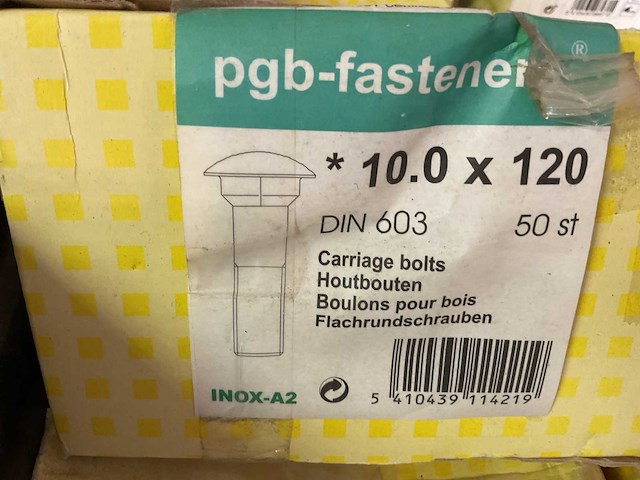 pgb-fastener
®
* 10.0 x 120
DIN 603 50 st
Carriage bolts
Houtbouten
Boulons pour bois
Flachrundschrauben
INOX-A2
5 410439 114219